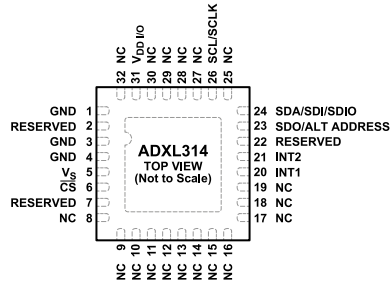 32 NC
31 VDD I/O
30 NC
29 NC
28 NC
27 NC
26 SCL/SCLK
25 NC
GND 1
RESERVED 2
GND 3
GND 4
VS 5
CS 6
RESERVED 7
NC 8
ADXL314
TOP VIEW
(Not to Scale)
24 SDA/SDI/SDIO
23 SDO/ALT ADDRESS
22 RESERVED
21 INT2
20 INT1
19 NC
18 NC
17 NC
NC 9
NC 10
NC 11
NC 12
NC 13
NC 14
NC 15
NC 16